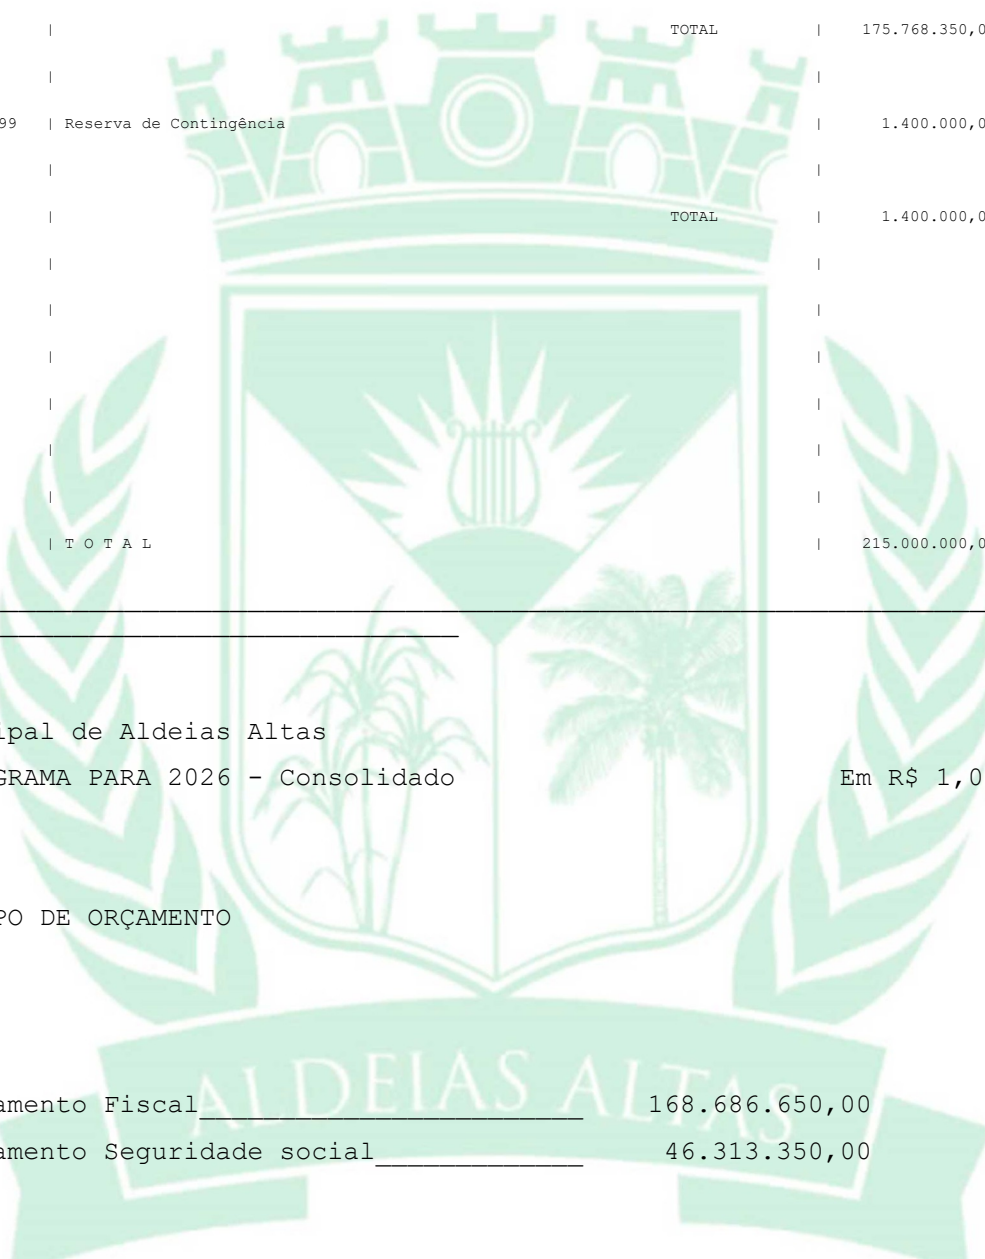 | TOTAL | 175.768.350,0
| |
99 | Reserva de Contingência | 1.400.000,0
| |
| TOTAL | 1.400.000,0
| |
| |
| |
| |
| |
| |
| T O T A L | 215.000.000,0
ipal de Aldeias Altas
GRAMA PARA 2026 - Consolidado Em R$ 1,0
PO DE ORÇAMENTO
amento Fiscal________________________ 168.686.650,00
amento Seguridade social_____________ 46.313.350,00
ALDEIAS ALTAS